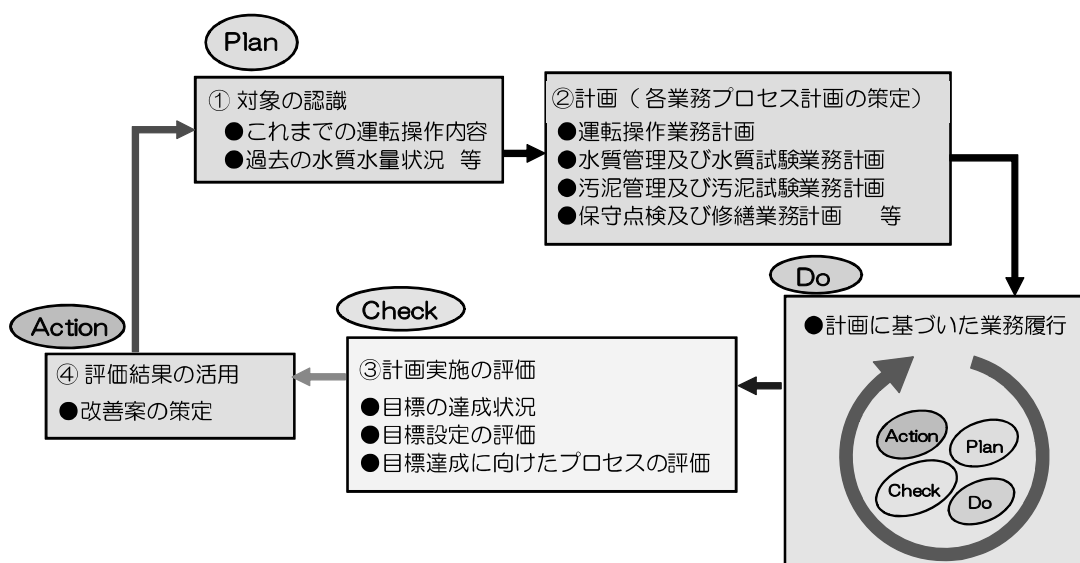 Plan
① 対象の認識
●これまでの運転操作内容
●過去の水質水量状況 等
②計画（各業務プロセス計画の策定）
●運転操作業務計画
●水質管理及び水質試験業務計画
●汚泥管理及び汚泥試験業務計画
●保守点検及び修繕業務計画 等
Do
●計画に基づいた業務履行
Action
Plan
Check
Do
Check
③計画実施の評価
●目標の達成状況
●目標設定の評価
●目標達成に向けたプロセスの評価
Action
④ 評価結果の活用
●改善案の策定